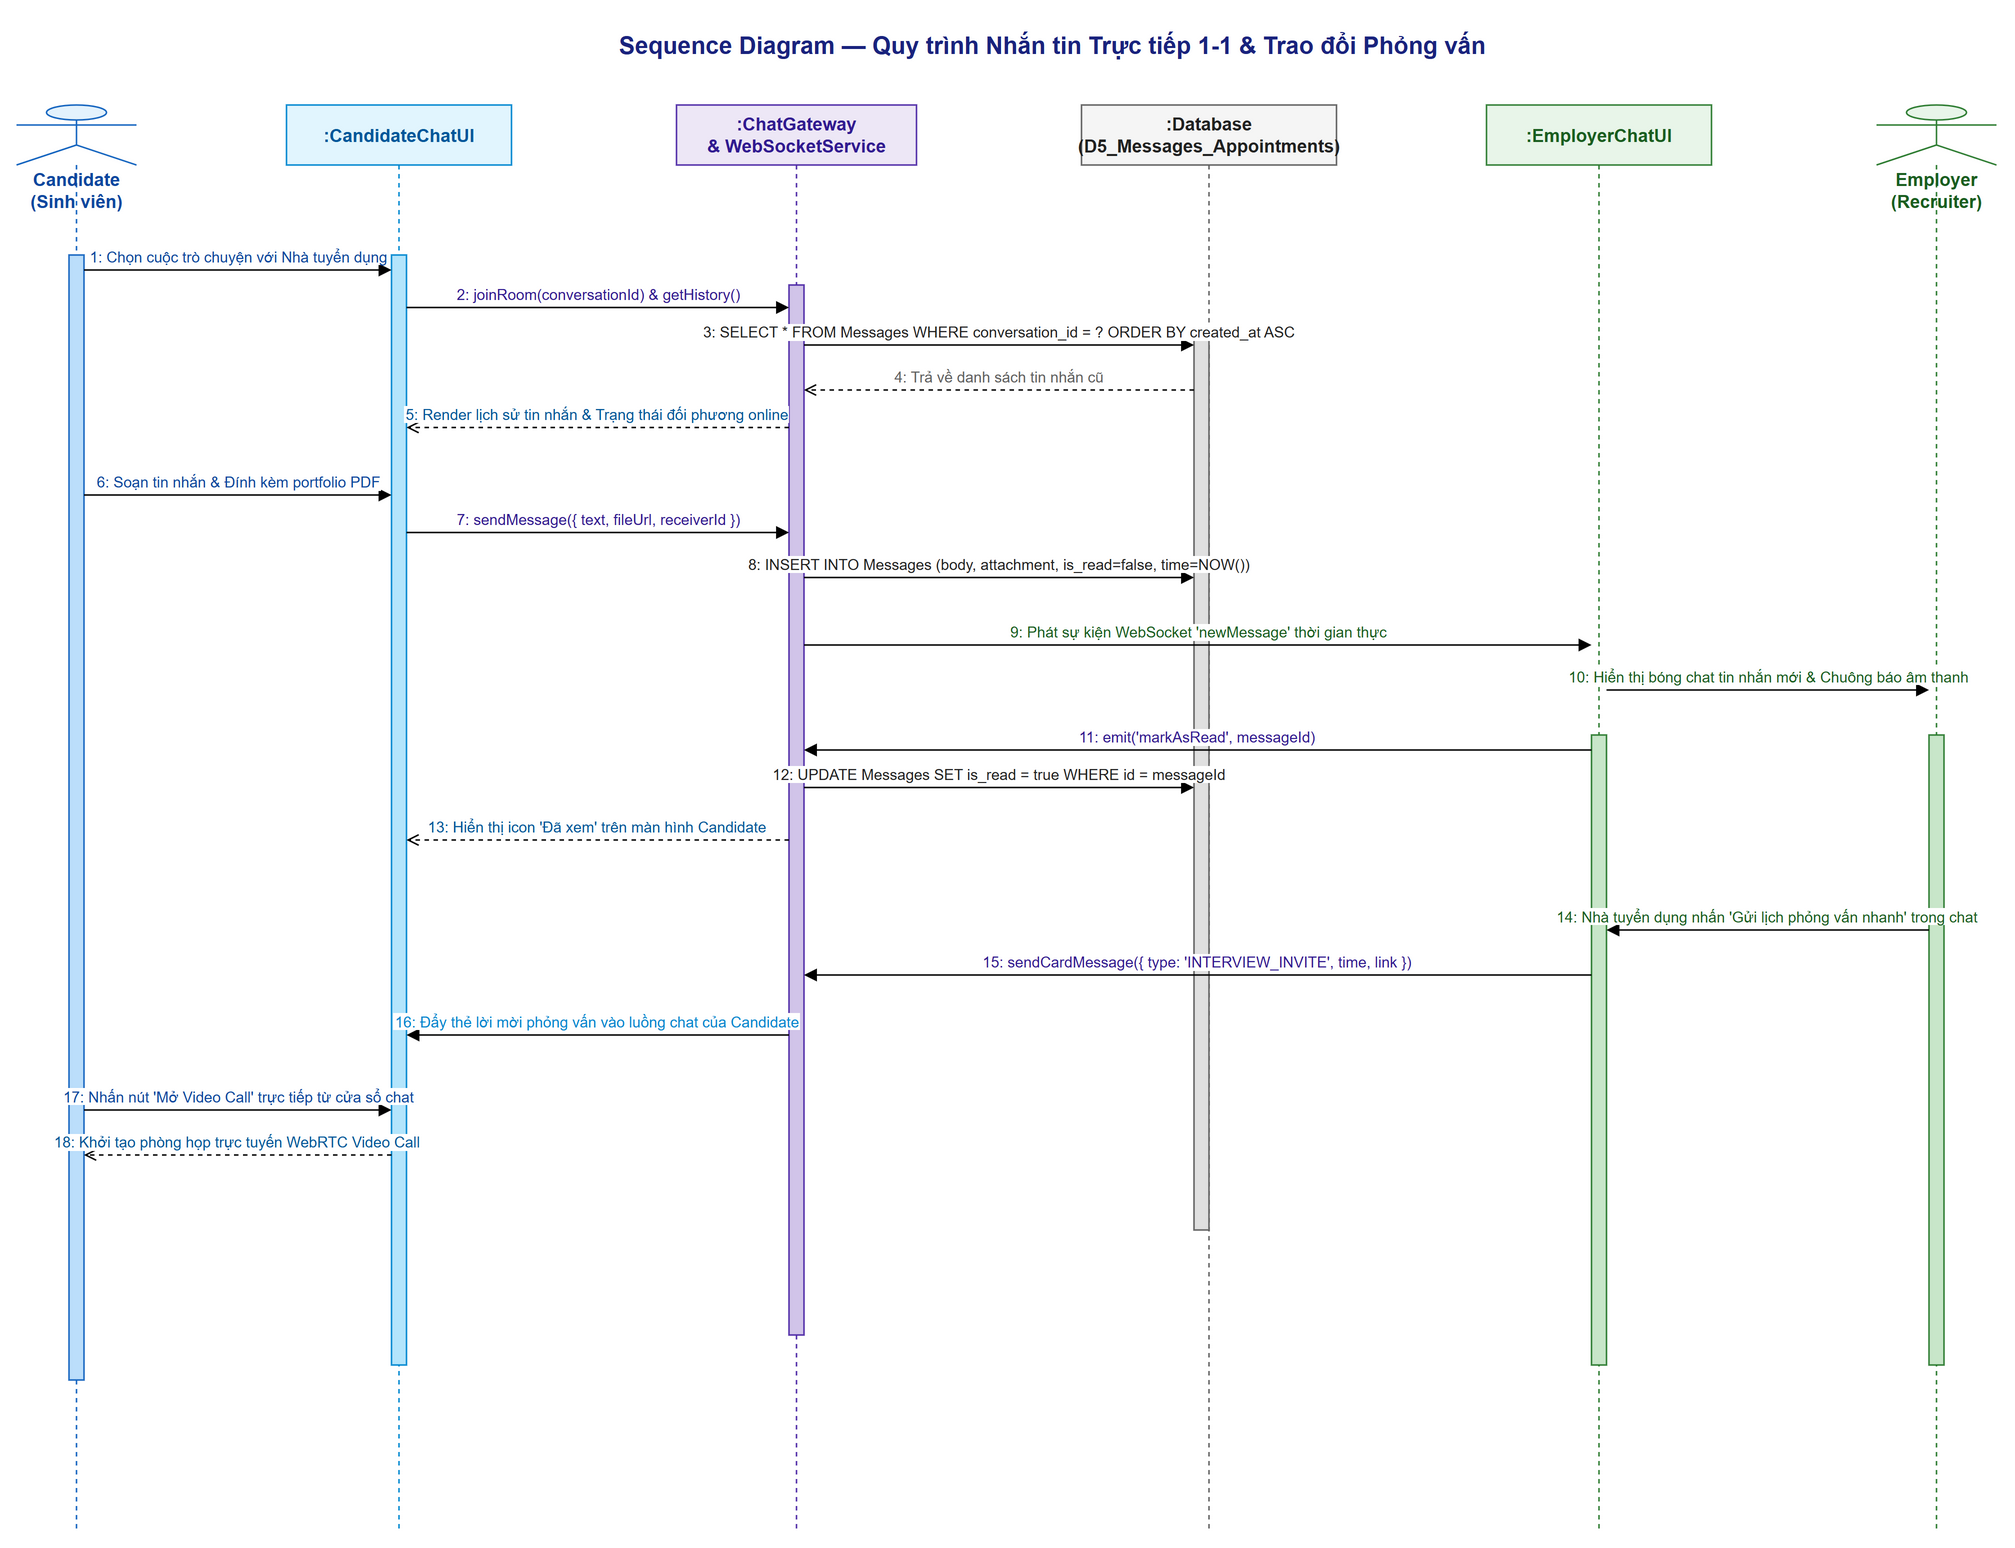 Sequence Diagram — Quy trình Nhắn tin Trực tiếp 1-1 & Trao đổi Phỏng vấn
Candidate
(Sinh viên)
:CandidateChatUI
:ChatGateway
& WebSocketService
:Database
(D5_Messages_Appointments)
:EmployerChatUI
Employer
(Recruiter)
1: Chọn cuộc trò chuyện với Nhà tuyển dụng
2: joinRoom(conversationId) & getHistory()
3: SELECT * FROM Messages WHERE conversation_id = ? ORDER BY created_at ASC
4: Trả về danh sách tin nhắn cũ
5: Render lịch sử tin nhắn & Trạng thái đối phương online
6: Soạn tin nhắn & Đính kèm portfolio PDF
7: sendMessage({ text, fileUrl, receiverId })
8: INSERT INTO Messages (body, attachment, is_read=false, time=NOW())
9: Phát sự kiện WebSocket 'newMessage' thời gian thực
10: Hiển thị bóng chat tin nhắn mới & Chuông báo âm thanh
11: emit('markAsRead', messageId)
12: UPDATE Messages SET is_read = true WHERE id = messageId
13: Hiển thị icon 'Đã xem' trên màn hình Candidate
14: Nhà tuyển dụng nhấn 'Gửi lịch phỏng vấn nhanh' trong chat
15: sendCardMessage({ type: 'INTERVIEW_INVITE', time, link })
16: Đẩy thẻ lời mời phỏng vấn vào luồng chat của Candidate
17: Nhấn nút 'Mở Video Call' trực tiếp từ cửa sổ chat
18: Khởi tạo phòng họp trực tuyến WebRTC Video Call